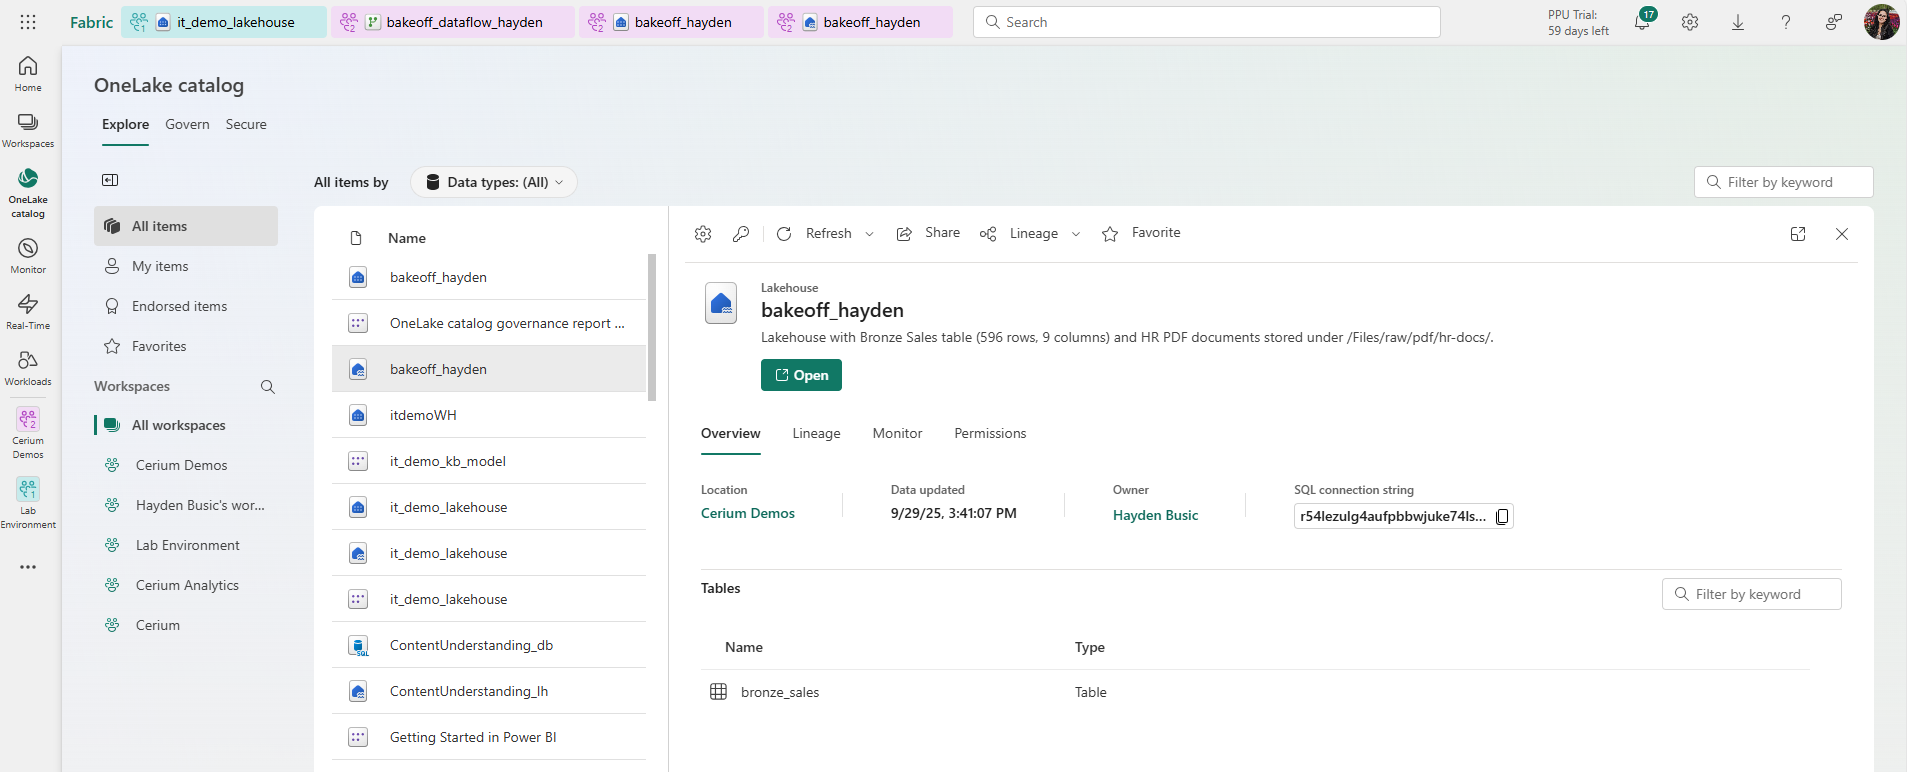 Fabric
1
it_demo_lakehouse
2
bakeoff_dataflow_hayden
2
bakeoff_hayden
2
bakeoff_hayden
Search
PPU Trial:
59 days left
17
Home
Workspaces
OneLake
catalog
Monitor
Real-Time
Workloads
2
Cerium
Demos
1
Lab
Environment
OneLake catalog
Explore
Govern
Secure
All items
My items
Endorsed items
Favorites
Workspaces
All workspaces
Cerium Demos
Hayden Busic's wor...
Lab Environment
Cerium Analytics
Cerium
All items by
Data types: (All)
Filter by keyword
Name
bakeoff_hayden
OneLake catalog governance report ...
bakeoff_hayden
itdemoWH
it_demo_kb_model
it_demo_lakehouse
it_demo_lakehouse
it_demo_lakehouse
SQL
ContentUnderstanding_db
ContentUnderstanding_lh
Getting Started in Power BI
Refresh
Share
Lineage
Favorite
Lakehouse
bakeoff_hayden
Lakehouse with Bronze Sales table (596 rows, 9 columns) and HR PDF documents stored under /Files/raw/pdf/hr-docs/.
Open
Overview
Lineage
Monitor
Permissions
Location
Cerium Demos
Data updated
9/29/25, 3:41:07 PM
Owner
Hayden Busic
SQL connection string
r54lezulg4aufpbbwjuke74ls...
Tables
Filter by keyword
Name
Type
bronze_sales
Table